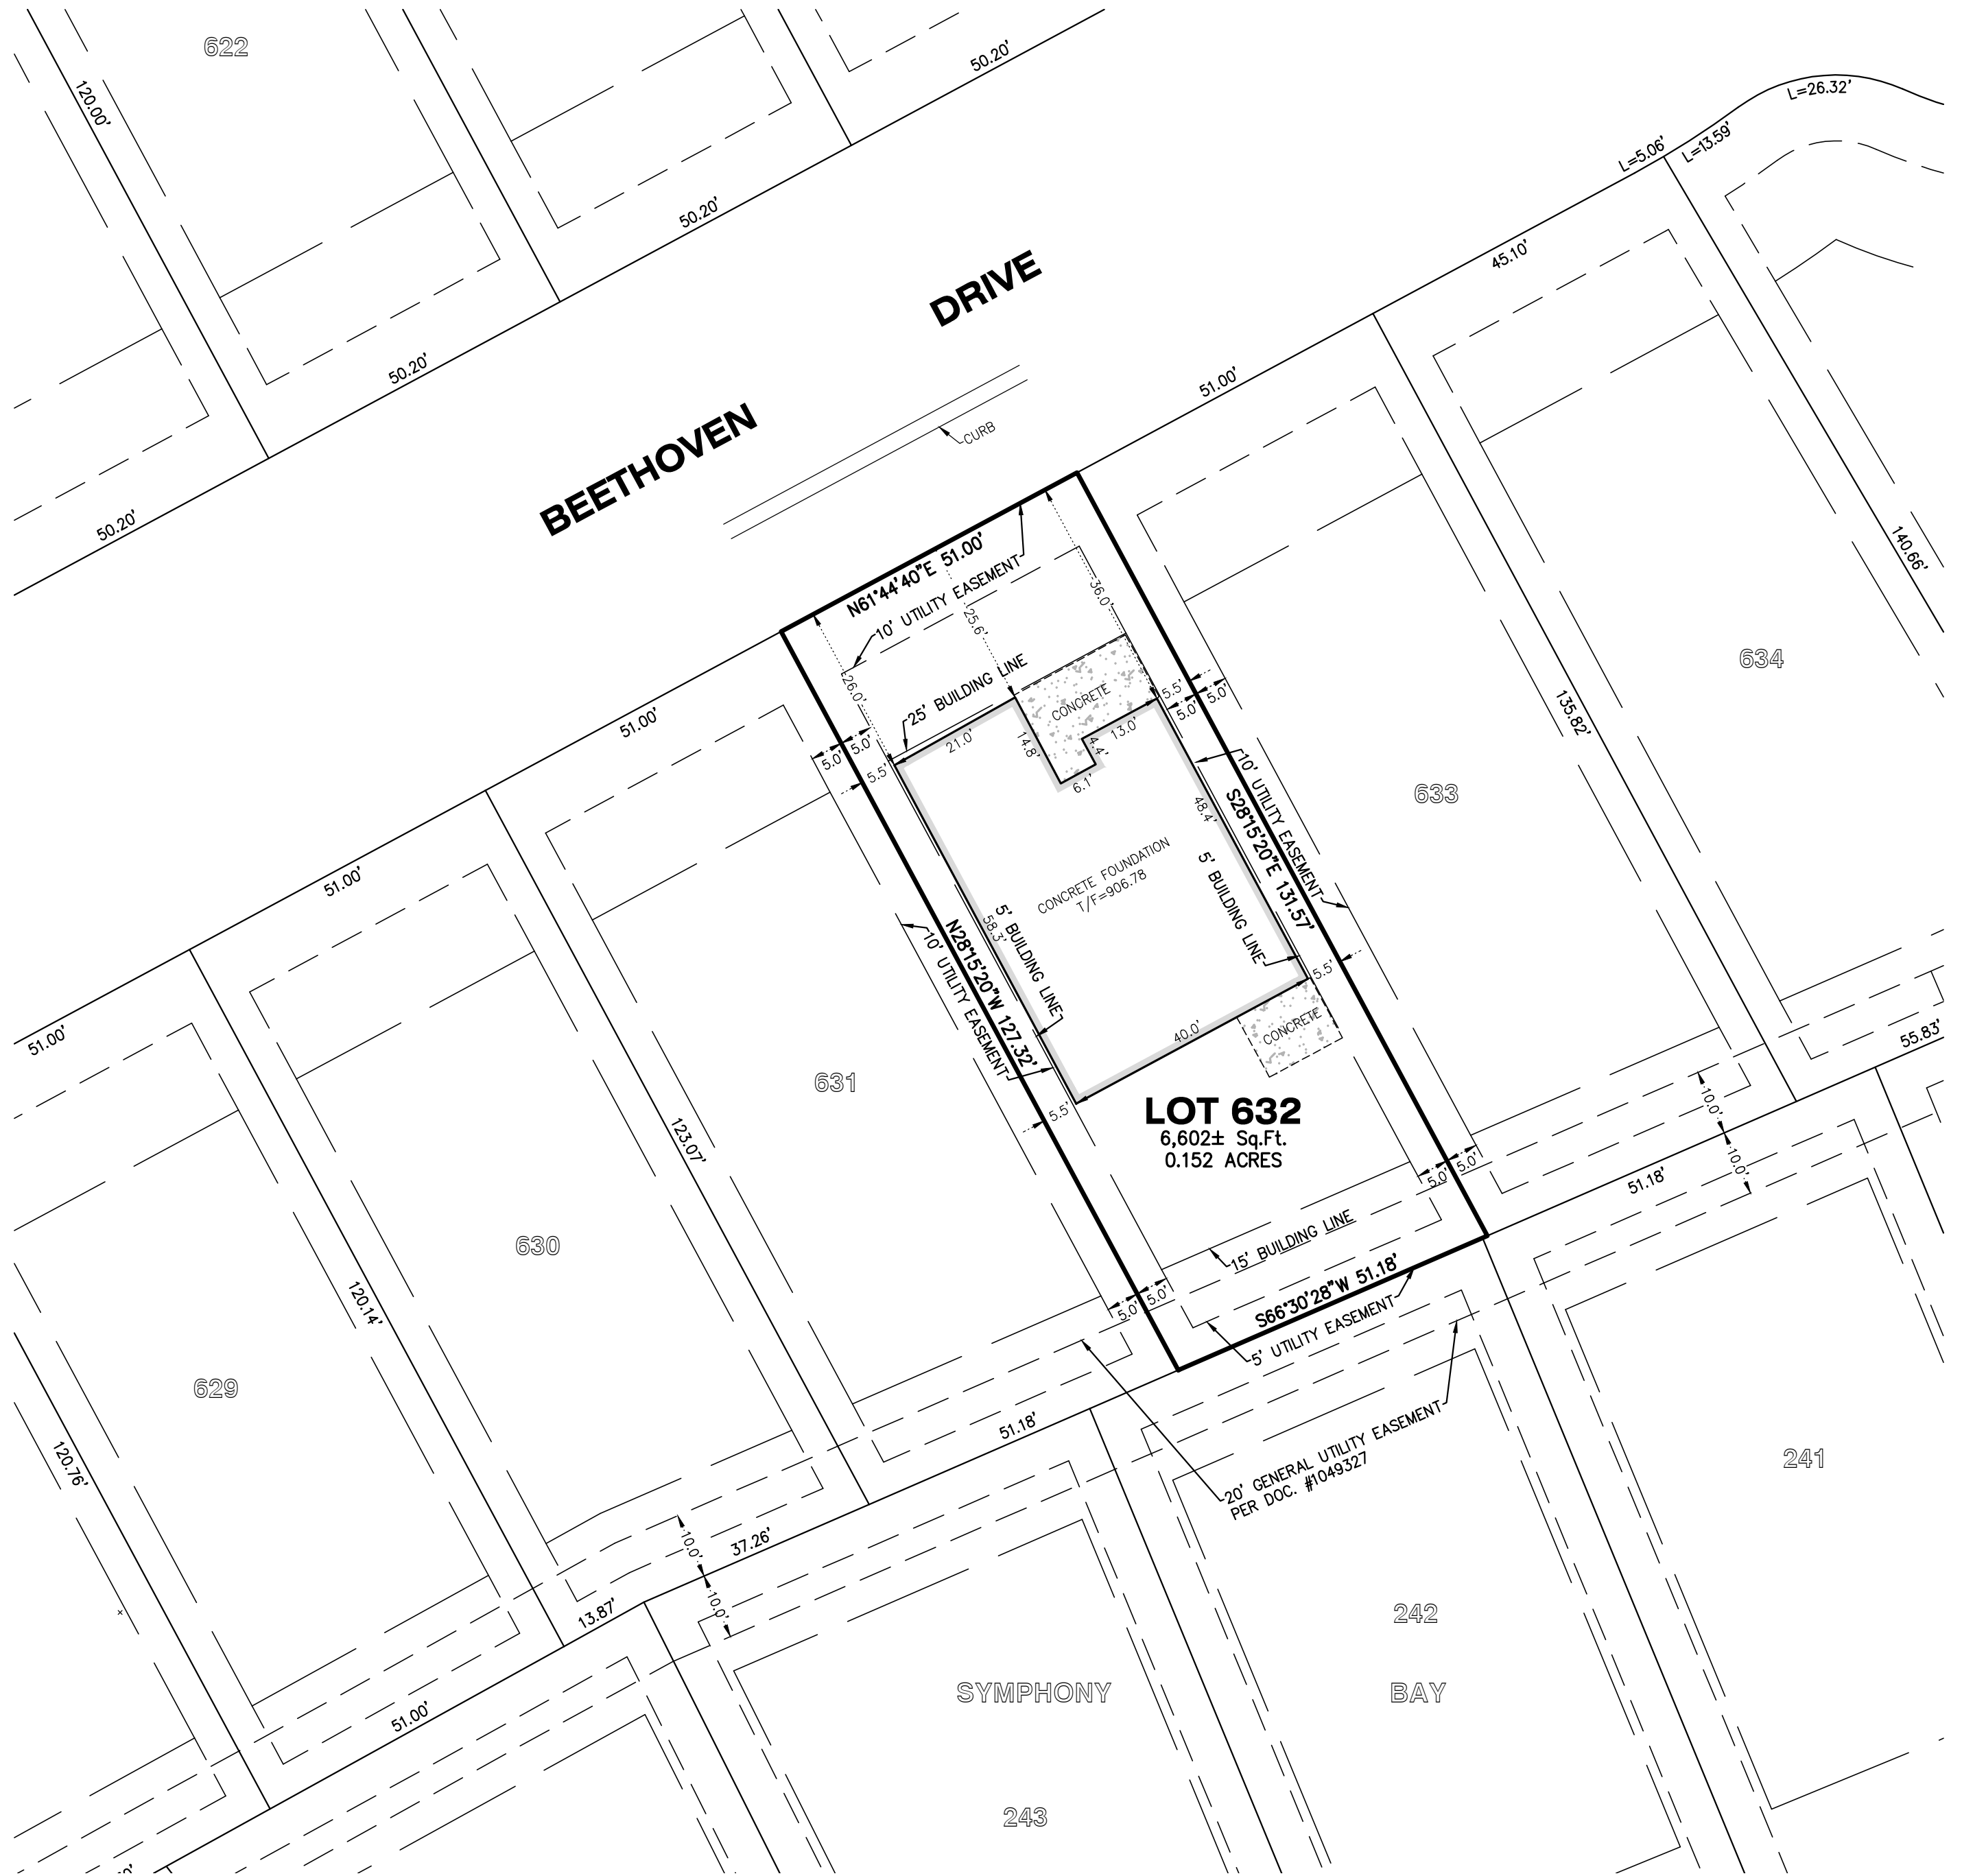 622
120.00'
50.20'
L=26.32'
L=5.06'
L=13.59'
50.20'
45.10'
DRIVE
50.20'
51.00'
BEETHOVEN
CURB
50.20'
140.66'
N61°44'40"E 51.00'
10' UTILITY EASEMENT
25.6'
36.0'
26.0'
25' BUILDING LINE
CONCRETE
5.5'
5.0'
5.0'
634
51.00'
5.0'
5.0'
5.5'
21.0'
14.8'
4.4'
13.0'
6.1'
135.82'
10' UTILITY EASEMENT
S28°15'20"E 131.57'
48.4'
5' BUILDING LINE
633
CONCRETE FOUNDATION
T/F=906.78
51.00'
58.3'
5' BUILDING LINE
N28°15'20"W 127.32'
10' UTILITY EASEMENT
5.5'
40.0'
CONCRETE
51.00'
55.83'
631
5.5'
LOT 632
6,602± Sq.Ft.
0.152 ACRES
10.0'
10.0'
123.07'
5.0'
5.0'
51.18'
630
15' BUILDING LINE
S66°30'28"W 51.18'
5' UTILITY EASEMENT
5.0'
5.0'
120.14'
629
51.18'
20' GENERAL UTILITY EASEMENT
PER DOC. #1049327
241
120.76'
10.0'
10.0'
37.26'
13.87'
242
51.00'
SYMPHONY
BAY
243